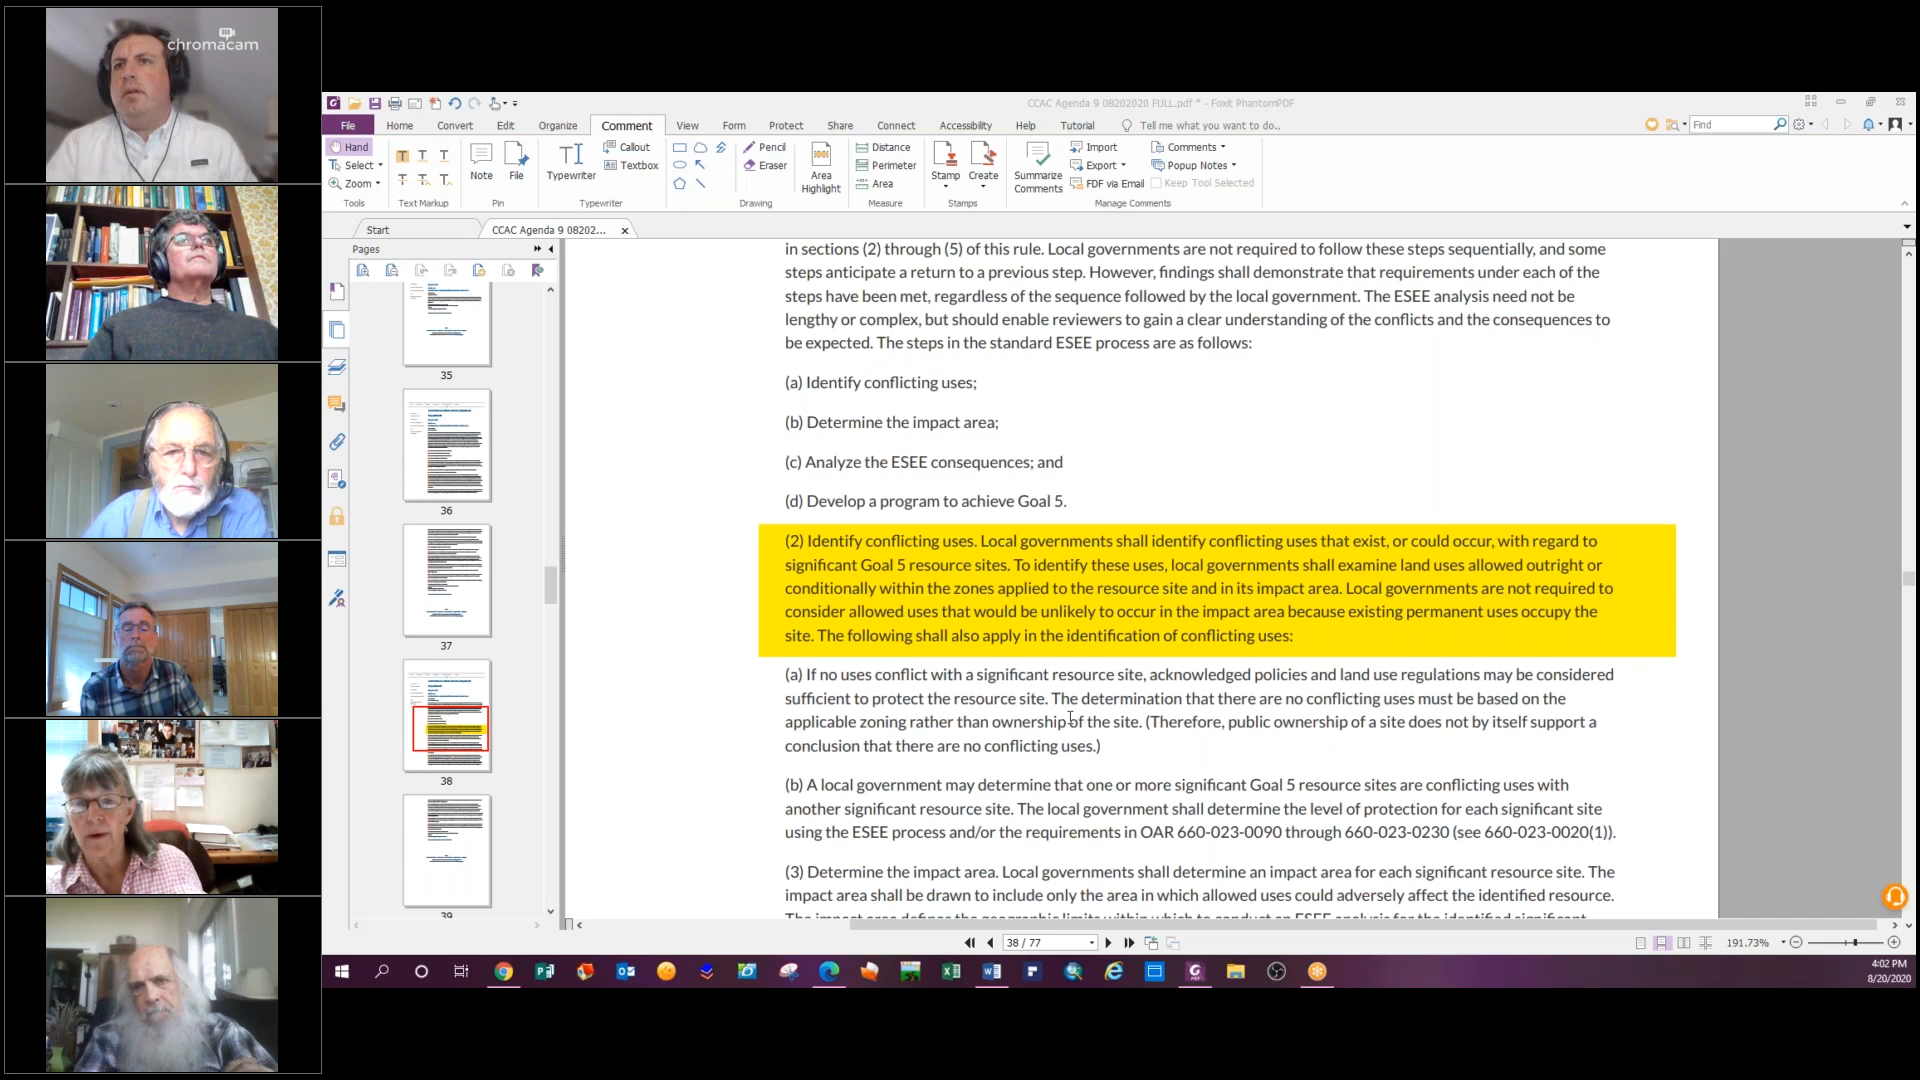 chromacam
CCAC Agenda 9 08202020 FULL.pdf * - Foxit PhantomPDF
File Home Convert Edit Organize Comment View Form Protect Share Connect Accessibility Help Tutorial Tell me what you want to do.. Find
Hand
Select
Zoom
Tools
Text Markup
Note
File
Pin
Typewriter
Callout
Textbox
Typewriter
Pencil
Eraser
Area
Highlight
Drawing
Distance
Perimeter
Area
Measure
Stamp
Create
Stamps
Summarize
Comments
Import
Export
FDF via Email
Comments
Popup Notes
Keep Tool Selected
Manage Comments
Start
CCAC Agenda 9 08202...
Pages
35
36
37
38
39
in sections (2) through (5) of this rule. Local governments are not required to follow these steps sequentially, and some
steps anticipate a return to a previous step. However, findings shall demonstrate that requirements under each of the
steps have been met, regardless of the sequence followed by the local government. The ESEE analysis need not be
lengthy or complex, but should enable reviewers to gain a clear understanding of the conflicts and the consequences to
be expected. The steps in the standard ESEE process are as follows:
(a) Identify conflicting uses;
(b) Determine the impact area;
(c) Analyze the ESEE consequences; and
(d) Develop a program to achieve Goal 5.
(2) Identify conflicting uses. Local governments shall identify conflicting uses that exist, or could occur, with regard to
significant Goal 5 resource sites. To identify these uses, local governments shall examine land uses allowed outright or
conditionally within the zones applied to the resource site and in its impact area. Local governments are not required to
consider allowed uses that would be unlikely to occur in the impact area because existing permanent uses occupy the
site. The following shall also apply in the identification of conflicting uses:
(a) If no uses conflict with a significant resource site, acknowledged policies and land use regulations may be considered
sufficient to protect the resource site. The determination that there are no conflicting uses must be based on the
applicable zoning rather than ownership of the site. (Therefore, public ownership of a site does not by itself support a
conclusion that there are no conflicting uses.)
(b) A local government may determine that one or more significant Goal 5 resource sites are conflicting uses with
another significant resource site. The local government shall determine the level of protection for each significant site
using the ESEE process and/or the requirements in OAR 660-023-0090 through 660-023-0230 (see 660-023-0020(1)).
(3) Determine the impact area. Local governments shall determine an impact area for each significant resource site. The
impact area shall be drawn to include only the area in which allowed uses could adversely affect the identified resource.
The impact area defines the geographic limits within which to conduct an ESEE analysis for the identified significant
38 / 77
191.73%
4:02 PM
8/20/2020